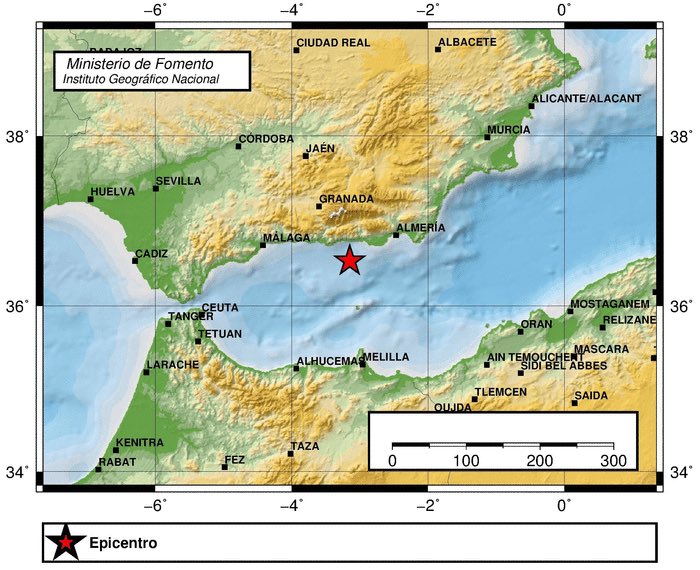 −6° −4° −2° 0°
CIUDAD REAL
ALBACETE
BADAJOZ
Ministerio de Fomento
Instituto Geográfico Nacional
ALICANTE/ALACANT
38° 38°
MURCIA
CÓRDOBA
JAÉN
SEVILLA
HUELVA
GRANADA
ALMERÍA
MÁLAGA
CADIZ
36° 36°
CEUTA
MOSTAGANEM
TANGER
ORAN
RELIZANE
TETUAN
MASCARA
ALHUCEMAS
MELILLA
AIN TEMOUCHENT
LARACHE
SIDI BEL ABBES
TLEMCEN
SAIDA
OUJDA
KENITRA
TAZA
RABAT
FEZ
0 100 200 300
34° 34°
−6° −4° −2° 0°
Epicentro